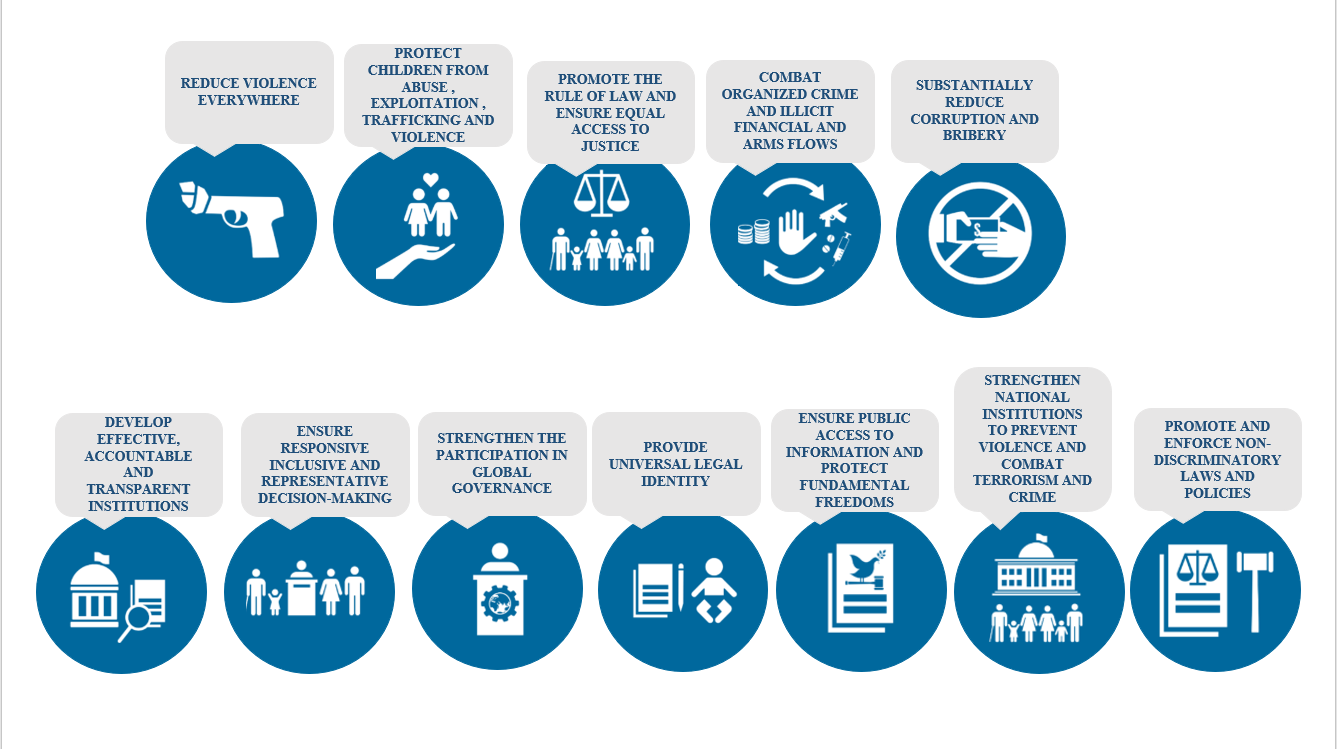 REDUCE VIOLENCE
EVERYWHERE
PROTECT
CHILDREN FROM
ABUSE ,
EXPLOITATION ,
TRAFFICKING AND
VIOLENCE
PROMOTE THE
RULE OF LAW AND
ENSURE EQUAL
ACCESS TO
JUSTICE
COMBAT
ORGANIZED CRIME
AND ILLICIT
FINANCIAL AND
ARMS FLOWS
SUBSTANTIALLY
REDUCE
CORRUPTION AND
BRIBERY
$
DEVELOP
EFFECTIVE,
ACCOUNTABLE
AND
TRANSPARENT
INSTITUTIONS
ENSURE
RESPONSIVE
INCLUSIVE AND
REPRESENTATIVE
DECISION-MAKING
STRENGTHEN THE
PARTICIPATION IN
GLOBAL
GOVERNANCE
PROVIDE
UNIVERSAL LEGAL
IDENTITY
ENSURE PUBLIC
ACCESS TO
INFORMATION AND
PROTECT
FUNDAMENTAL
FREEDOMS
STRENGTHEN
NATIONAL
INSTITUTIONS
TO PREVENT
VIOLENCE AND
COMBAT
TERRORISM AND
CRIME
PROMOTE AND
ENFORCE NON-
DISCRIMINATORY
LAWS AND
POLICIES